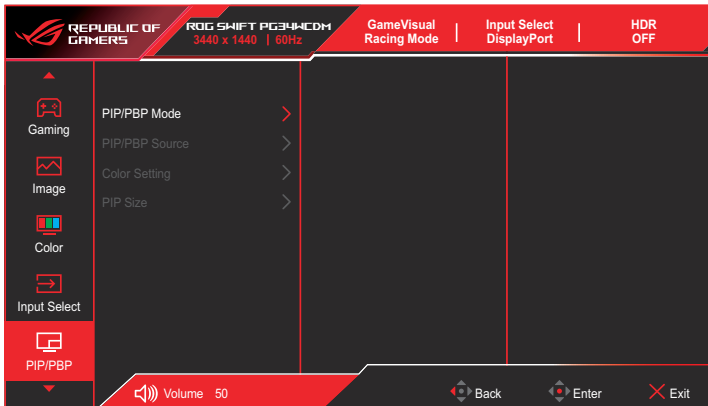 REPUBLIC OF
GAMERS
ROG SWIFT PG34WCDM
3440 x 1440 | 60Hz
GameVisual
Racing Mode
Input Select
DisplayPort
HDR
OFF
Gaming
Image
Color
Input Select
PIP/PBP
PIP/PBP Mode
PIP/PBP Source
Color Setting
PIP Size
Volume 50
Back
Enter
Exit